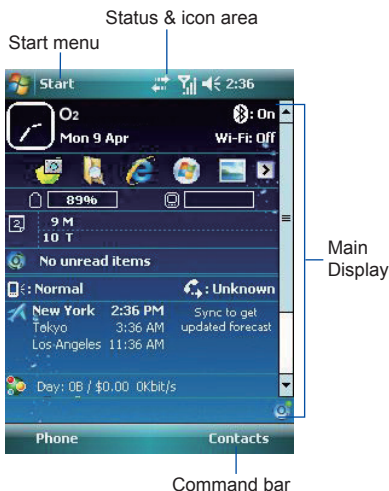 Status & icon area
Start menu
Start 2:36
O2 : On
Mon 9 Apr Wi-Fi: Off
89%
2 9 M
10 T
No unread items
: Normal : Unknown
New York 2:36 PM Sync to get
Tokyo 3:36 AM updated forecast
Los Angeles 11:36 AM
Day: 0B / $0.00 0Kbit/s
Phone Contacts
Main
Display
Command bar